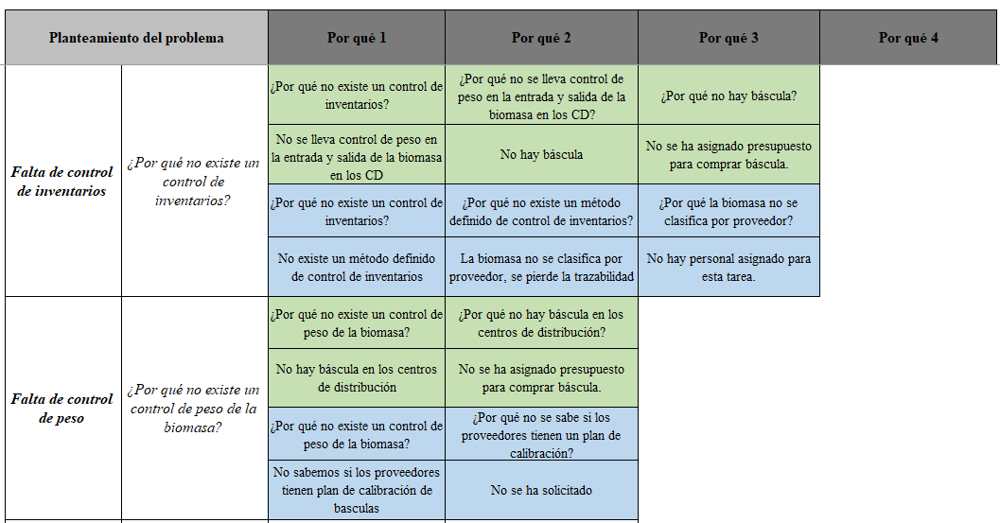 Planteamiento del problema
Por qué 1
Por qué 2
Por qué 3
Por qué 4
Falta de control
de inventarios
¿Por qué no existe un
control de
inventarios?
¿Por qué no existe un control de
inventarios?
¿Por qué no se lleva control de
peso en la entrada y salida de la
biomasa en los CD?
¿Por qué no hay báscula?
No se lleva control de peso en
la entrada y salida de la biomasa
en los CD
No hay báscula
No se ha asignado presupuesto
para comprar báscula.
¿Por qué no existe un control de
inventarios?
¿Por qué no existe un método
definido de control de inventarios?
¿Por qué la biomasa no se
clasifica por proveedor?
No existe un método definido
de control de inventarios
La biomasa no se clasifica por
proveedor, se pierde la trazabilidad
No hay personal asignado para
esta tarea.
Falta de control
de peso
¿Por qué no existe un
control de peso de la
biomasa?
¿Por qué no existe un control de
peso de la biomasa?
¿Por qué no hay báscula en los
centros de distribución?
No hay báscula en los centros
de distribución
No se ha asignado presupuesto
para comprar báscula.
¿Por qué no existe un control de
peso de la biomasa?
¿Por qué no se sabe si los
proveedores tienen un plan de
calibración?
No sabemos si los proveedores
tienen plan de calibración de
basculas
No se ha solicitado